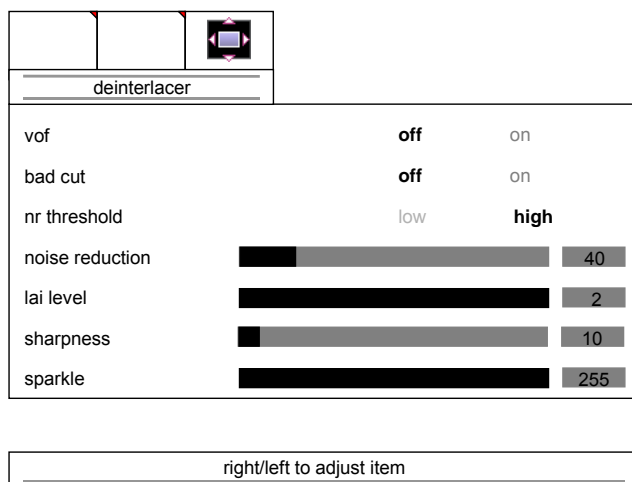 deinterlacer
vof off on
bad cut off on
nr threshold low high
noise reduction 40
lai level 2
sharpness 10
sparkle 255
right/left to adjust item